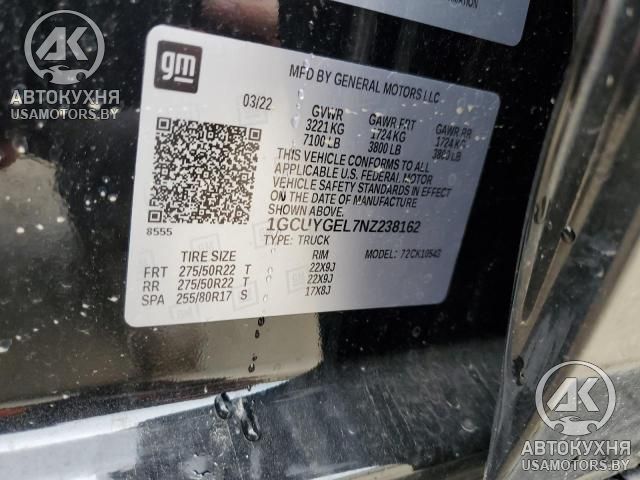 gm
MFD BY GENERAL MOTORS LLC
03/22
GVWR GAWR FRT GAWR RR
3221 KG 1724 KG 1724 KG
7100 LB 3800 LB 3800 LB
THIS VEHICLE CONFORMS TO ALL
APPLICABLE U.S. FEDERAL MOTOR
VEHICLE SAFETY STANDARDS IN EFFECT
ON THE DATE OF MANUFACTURE
SHOWN ABOVE.
8555
1GCUYGEL7NZ238162
TYPE: TRUCK MODEL: 72CK10543
TIRE SIZE RIM
FRT 275/50R22 T 22X9J
RR 275/50R22 T 22X9J
SPA 255/80R17 S 17X8J
АК
АВТОКУХНЯ
USAMOTORS.BY
АК
АВТОКУХНЯ
USAMOTORS.BY